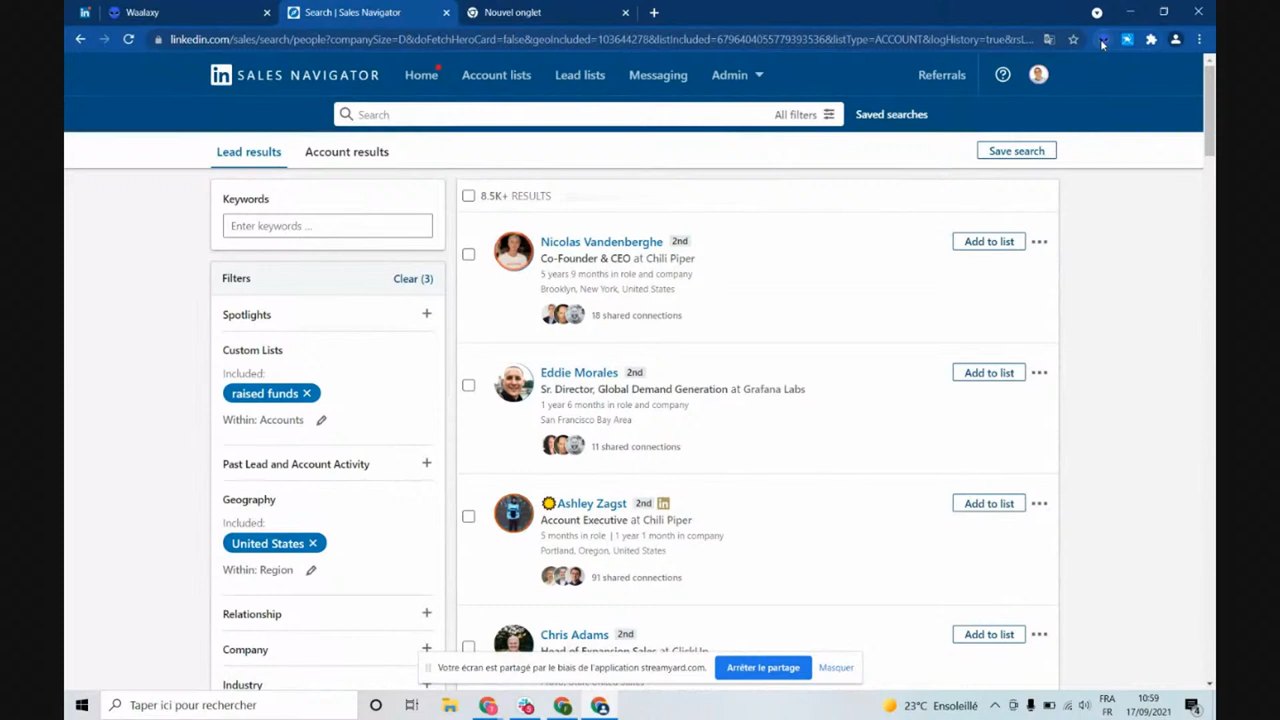 Waalaxy
Search | Sales Navigator
Nouvel onglet
linkedin.com/sales/search/people?companySize=D&doFetchHeroCard=false&geoIncluded=103644278&listIncluded=6796404055779393536&listType=ACCOUNT&logHistory=true&rsL...
in SALES NAVIGATOR
Home
Account lists
Lead lists
Messaging
Admin
Referrals
Search
All filters
Saved searches
Lead results
Account results
Save search
Keywords
Enter keywords ...
Filters
Clear (3)
Spotlights
Custom Lists
Included:
raised funds
Within: Accounts
Past Lead and Account Activity
Geography
Included:
United States
Within: Region
Relationship
Company
Industry
8.5K+ RESULTS
Nicolas Vandenberghe 2nd
Co-Founder & CEO at Chili Piper
5 years 9 months in role and company
Brooklyn, New York, United States
18 shared connections
Add to list
Eddie Morales 2nd
Sr. Director, Global Demand Generation at Grafana Labs
1 year 6 months in role and company
San Francisco Bay Area
11 shared connections
Add to list
Ashley Zagst 2nd in
Account Executive at Chili Piper
5 months in role | 1 year 1 month in company
Portland, Oregon, United States
91 shared connections
Add to list
Chris Adams 2nd
Head of Expansion Sales at ClickUp
Add to list
Votre écran est partagé par le biais de l'application streamyard.com.
Arrêter le partage
Masquer
Taper ici pour rechercher
23°C Ensoleillé
FRA
FR
10:59
17/09/2021
4